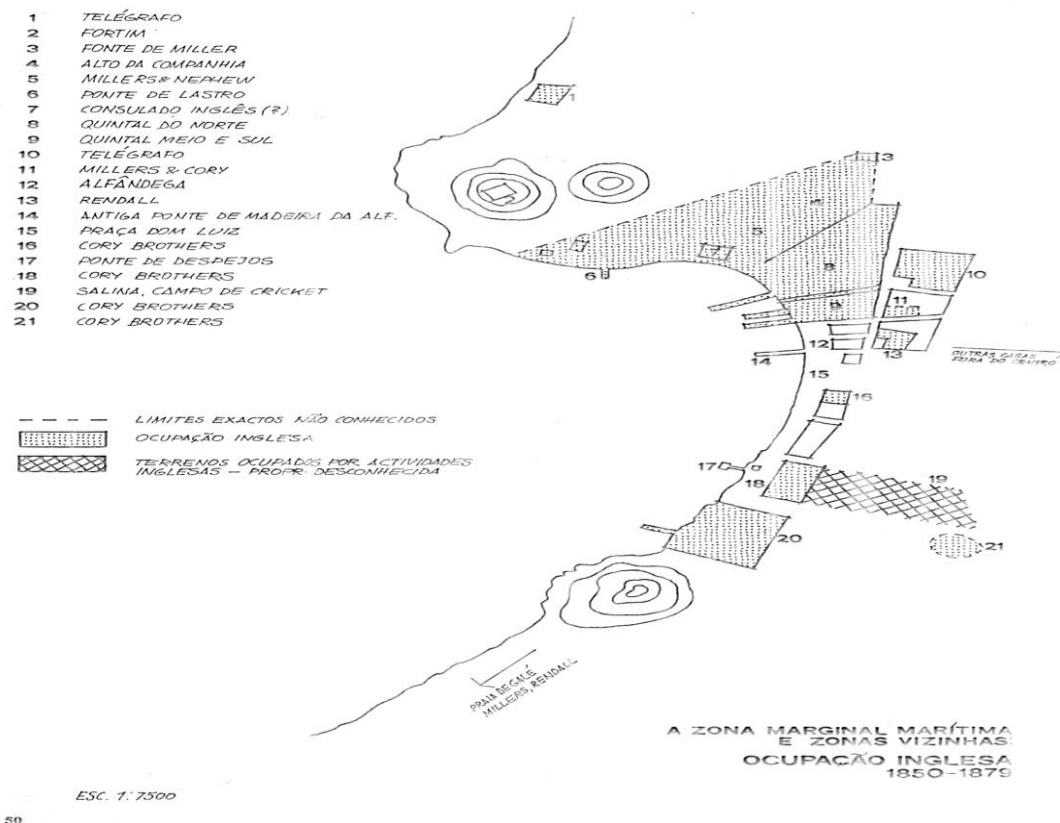 1 TELÉGRAFO
2 FORTIM
3 FONTE DE MILLER
4 ALTO DA COMPANHIA
5 MILLERS & NEPHEW
6 PONTE DE LASTRO
7 CONSULADO INGLÊS (?)
8 QUINTAL DO NORTE
9 QUINTAL MEIO E SUL
10 TELÉGRAFO
11 MILLERS & CORY
12 ALFÂNDEGA
13 RENDALL
14 ANTIGA PONTE DE MADEIRA DA ALF.
15 PRAÇA DOM LUIZ
16 CORY BROTHERS
17 PONTE DE DESPEJOS
18 CORY BROTHERS
19 SALINA, CAMPO DE CRICKET
20 CORY BROTHERS
21 CORY BROTHERS
LIMITES EXACTOS NÃO CONHECIDOS
OCUPAÇÃO INGLESA
TERRENOS OCUPADOS POR ACTIVIDADES
INGLESAS – PROPR. DESCONHECIDA
1
3
4
5
7
6
8
9
10
11
12
13
14
OUTRAS CASAS
FORA DO CENTRO
15
16
17
18
19
20
21
PRAIA DE GALÉ
MILLERS, RENDALL
A ZONA MARGINAL MARÍTIMA
E ZONAS VIZINHAS:
OCUPAÇÃO INGLESA
1850-1879
ESC. 1:7500
50